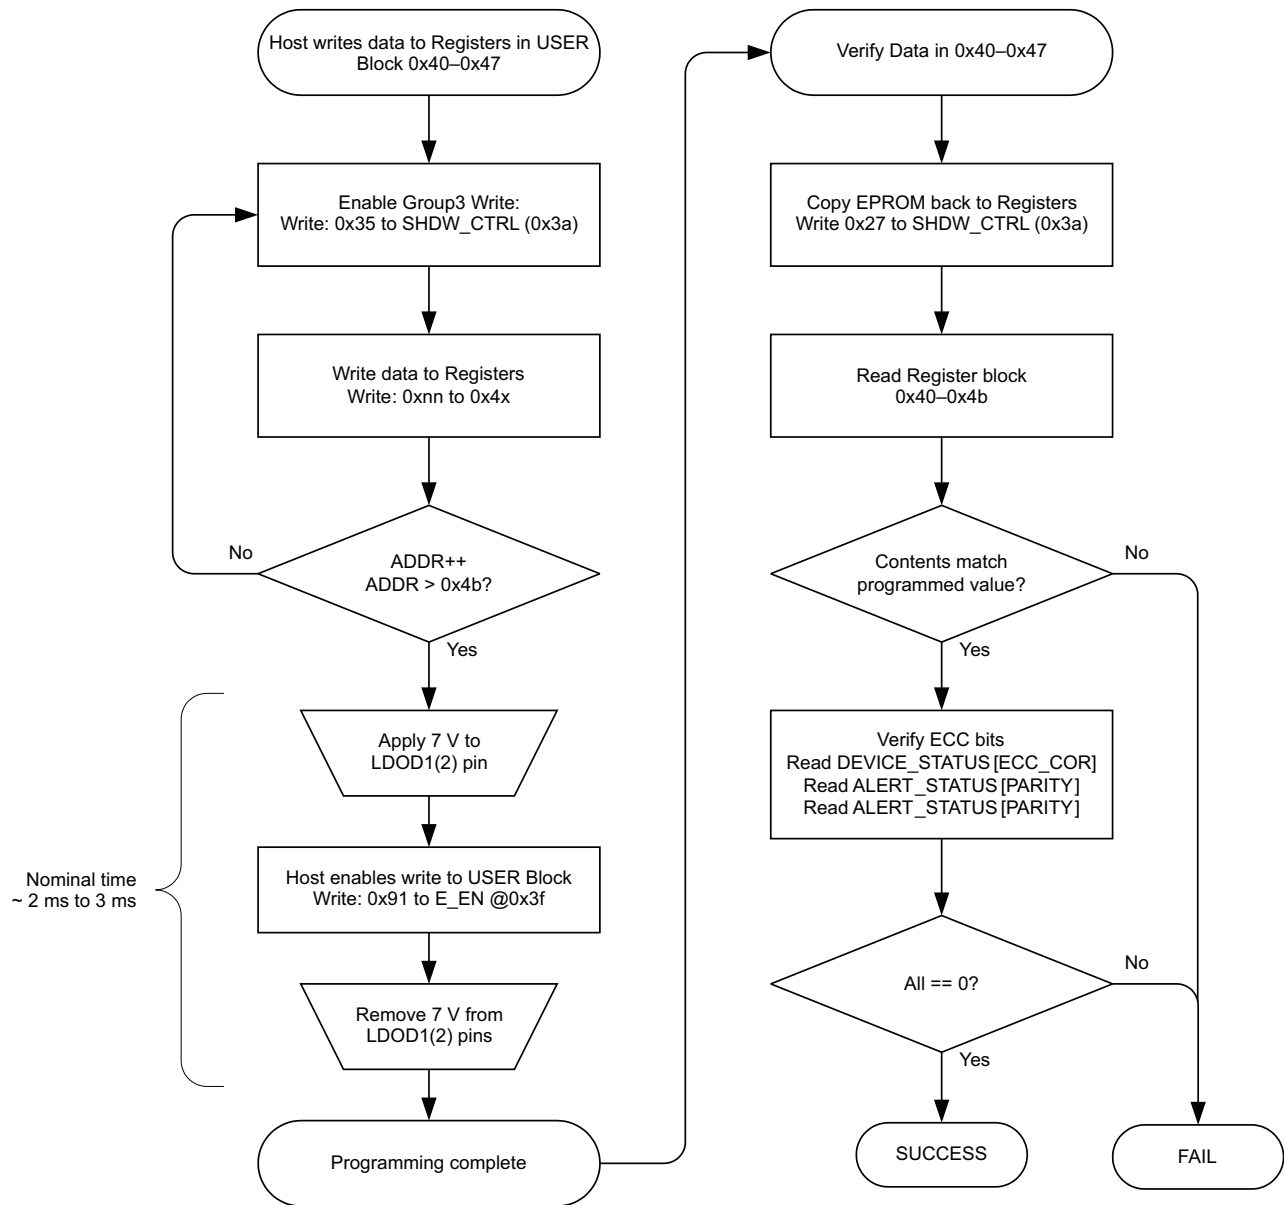 Host writes data to Registers in USER
Block 0x40–0x47
Enable Group3 Write:
Write: 0x35 to SHDW_CTRL (0x3a)
Write data to Registers
Write: 0xnn to 0x4x
No
ADDR++
ADDR > 0x4b?
Yes
Apply 7 V to
LDOD1(2) pin
Nominal time
~ 2 ms to 3 ms
Host enables write to USER Block
Write: 0x91 to E_EN @0x3f
Remove 7 V from
LDOD1(2) pins
Programming complete
Verify Data in 0x40–0x47
Copy EPROM back to Registers
Write 0x27 to SHDW_CTRL (0x3a)
Read Register block
0x40–0x4b
Contents match
programmed value?
No
Yes
Verify ECC bits
Read DEVICE_STATUS[ECC_COR]
Read ALERT_STATUS[PARITY]
Read ALERT_STATUS[PARITY]
All == 0?
No
Yes
SUCCESS
FAIL